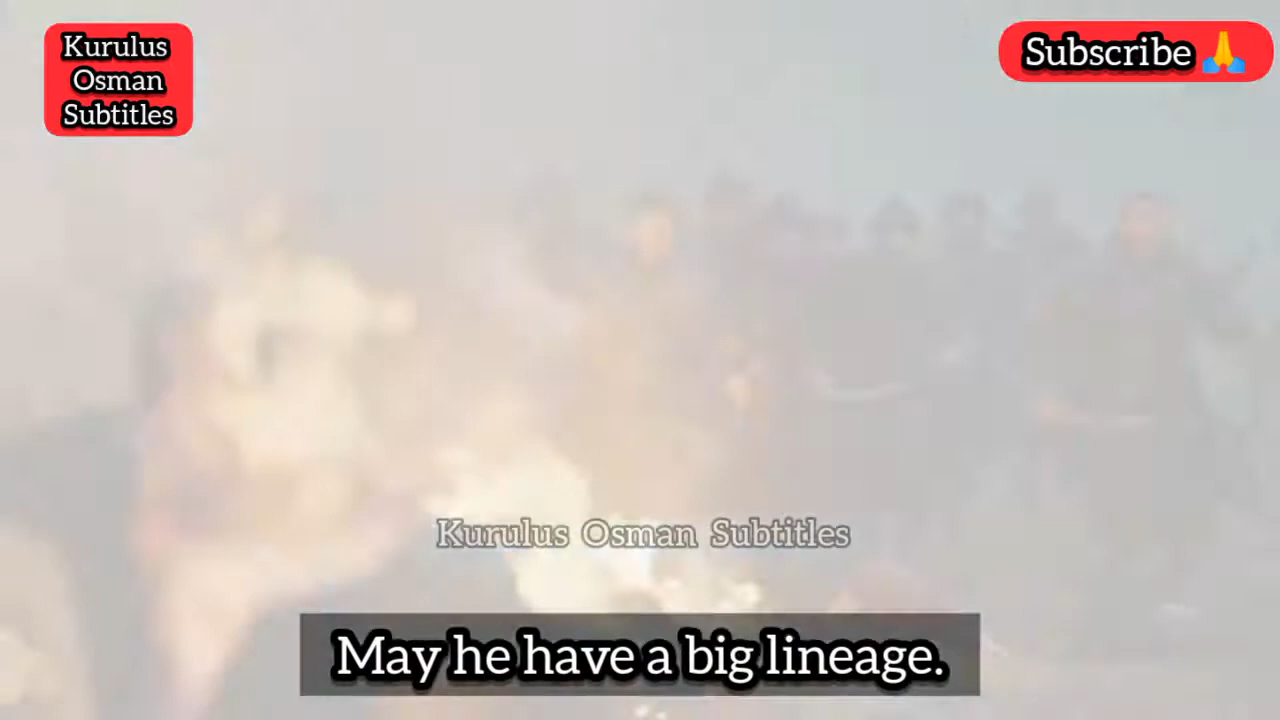 Kurulus
Osman
Subtitles
Subscribe 🙏
Kurulus Osman Subtitles
May he have a big lineage.